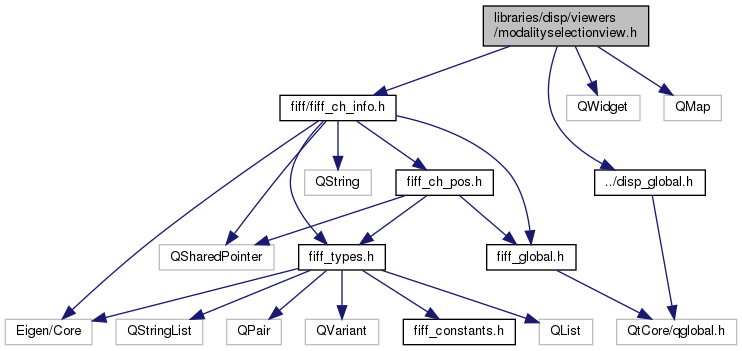 libraries/disp/viewers
/modalityselectionview.h
fiff/fiff_ch_info.h
QWidget
QMap
QString
fiff_ch_pos.h
../disp_global.h
QSharedPointer
fiff_types.h
fiff_global.h
Eigen/Core
QStringList
QPair
QVariant
fiff_constants.h
QList
QtCore/qglobal.h